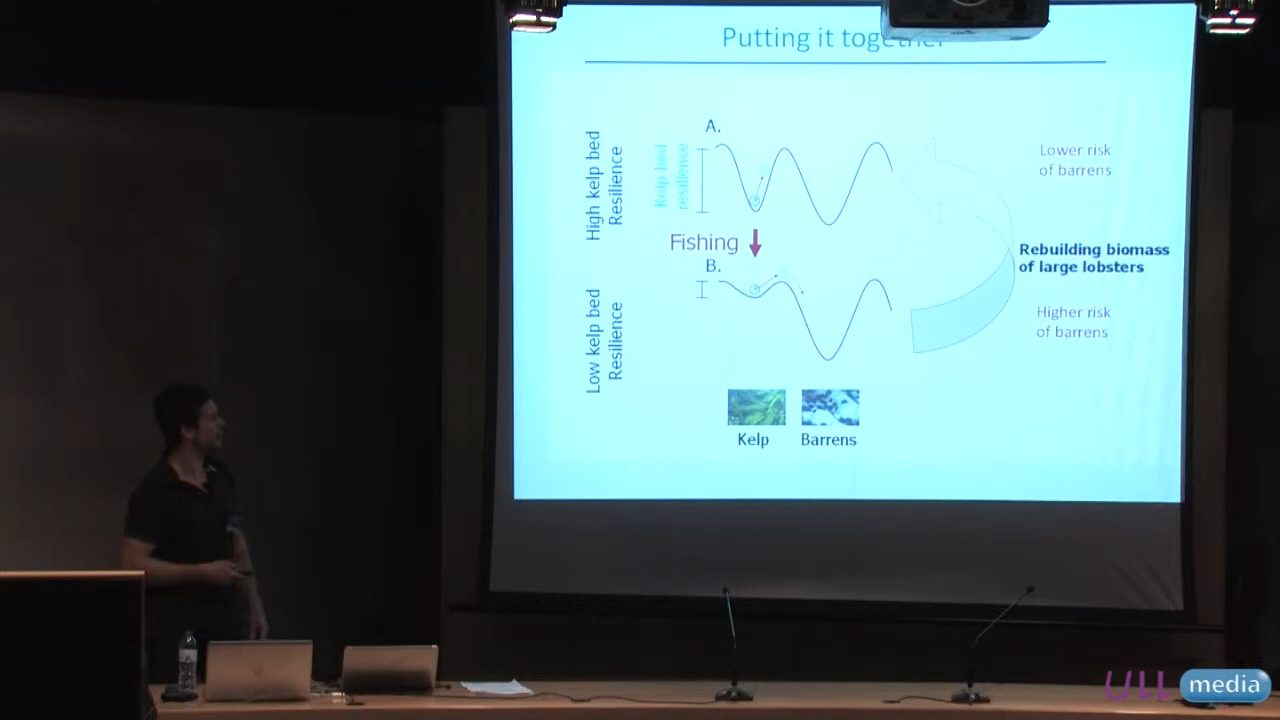 Putting it together
A.
High kelp bed
Resilience
Kelp bed
resilience
Lower risk
of barrens
Fishing
Rebuilding biomass
of large lobsters
B.
Low kelp bed
Resilience
Higher risk
of barrens
Kelp
Barrens
ULL media